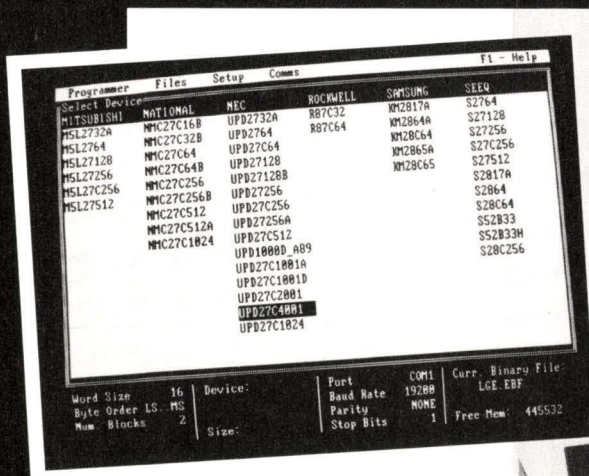 Programmer Files Setup Comms F1 - Help
Select Device
MITSUBISHI
M5L2732A
M5L2764
M5L27128
M5L27256
M5L27C256
M5L27512
NATIONAL
NMC27C16B
NMC27C32B
NMC27C64
NMC27C64B
NMC27C256
NMC27C256B
NMC27C512
NMC27C512A
NMC27C1024
NEC
UPD2732A
UPD2764
UPD27C64
UPD27128
UPD27128B
UPD27256
UPD27C256
UPD27256A
UPD27C512
UPD1000D_A89
UPD27C1001A
UPD27C1001D
UPD27C2001
UPD27C4001
UPD27C1024
ROCKWELL
R87C32
R87C64
SAMSUNG
KM2817A
KM2864A
KM28C64
KM2865A
KM28C65
SEEQ
S2764
S27128
S27256
S27C256
S27512
S2817A
S2864
S28C64
S52B33
S52B33H
S28C256
Word Size 16
Byte Order LS..MS
Num. Blocks 2
Device:
Size:
Port COM1
Baud Rate 19200
Parity NONE
Stop Bits 1
Curr. Binary File:
LGE.EBF
Free Mem: 445532